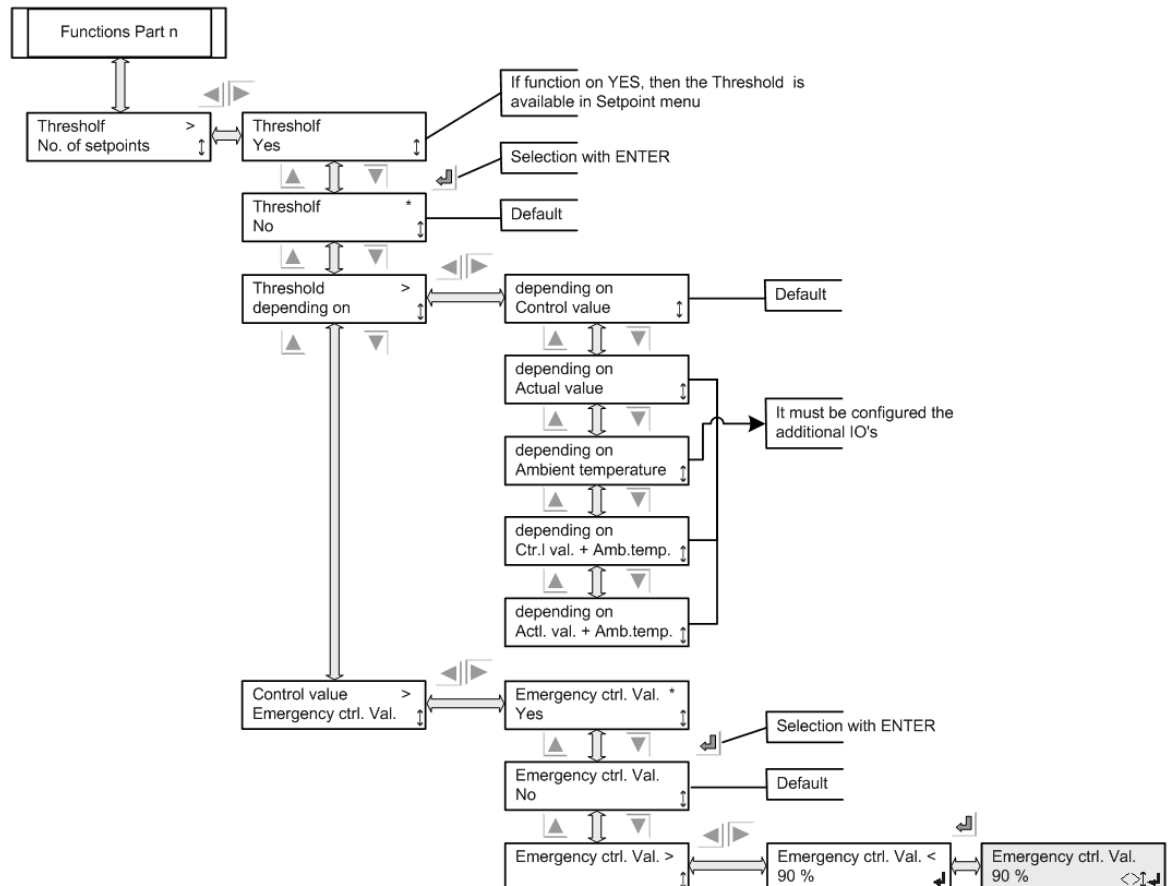 Functions Part n
If function on YES, then the Threshold is
available in Setpoint menu
Thresholf >
No. of setpoints
Thresholf
Yes
Selection with ENTER
Thresholf *
No
Default
Threshold >
depending on
depending on
Control value
Default
depending on
Actual value
It must be configured the
additional IO's
depending on
Ambient temperature
depending on
Ctr.l val. + Amb.temp.
depending on
Actl. val. + Amb.temp.
Control value >
Emergency ctrl. Val.
Emergency ctrl. Val. *
Yes
Selection with ENTER
Emergency ctrl. Val.
No
Default
Emergency ctrl. Val. >
Emergency ctrl. Val. <
90 %
Emergency ctrl. Val.
90 % <>